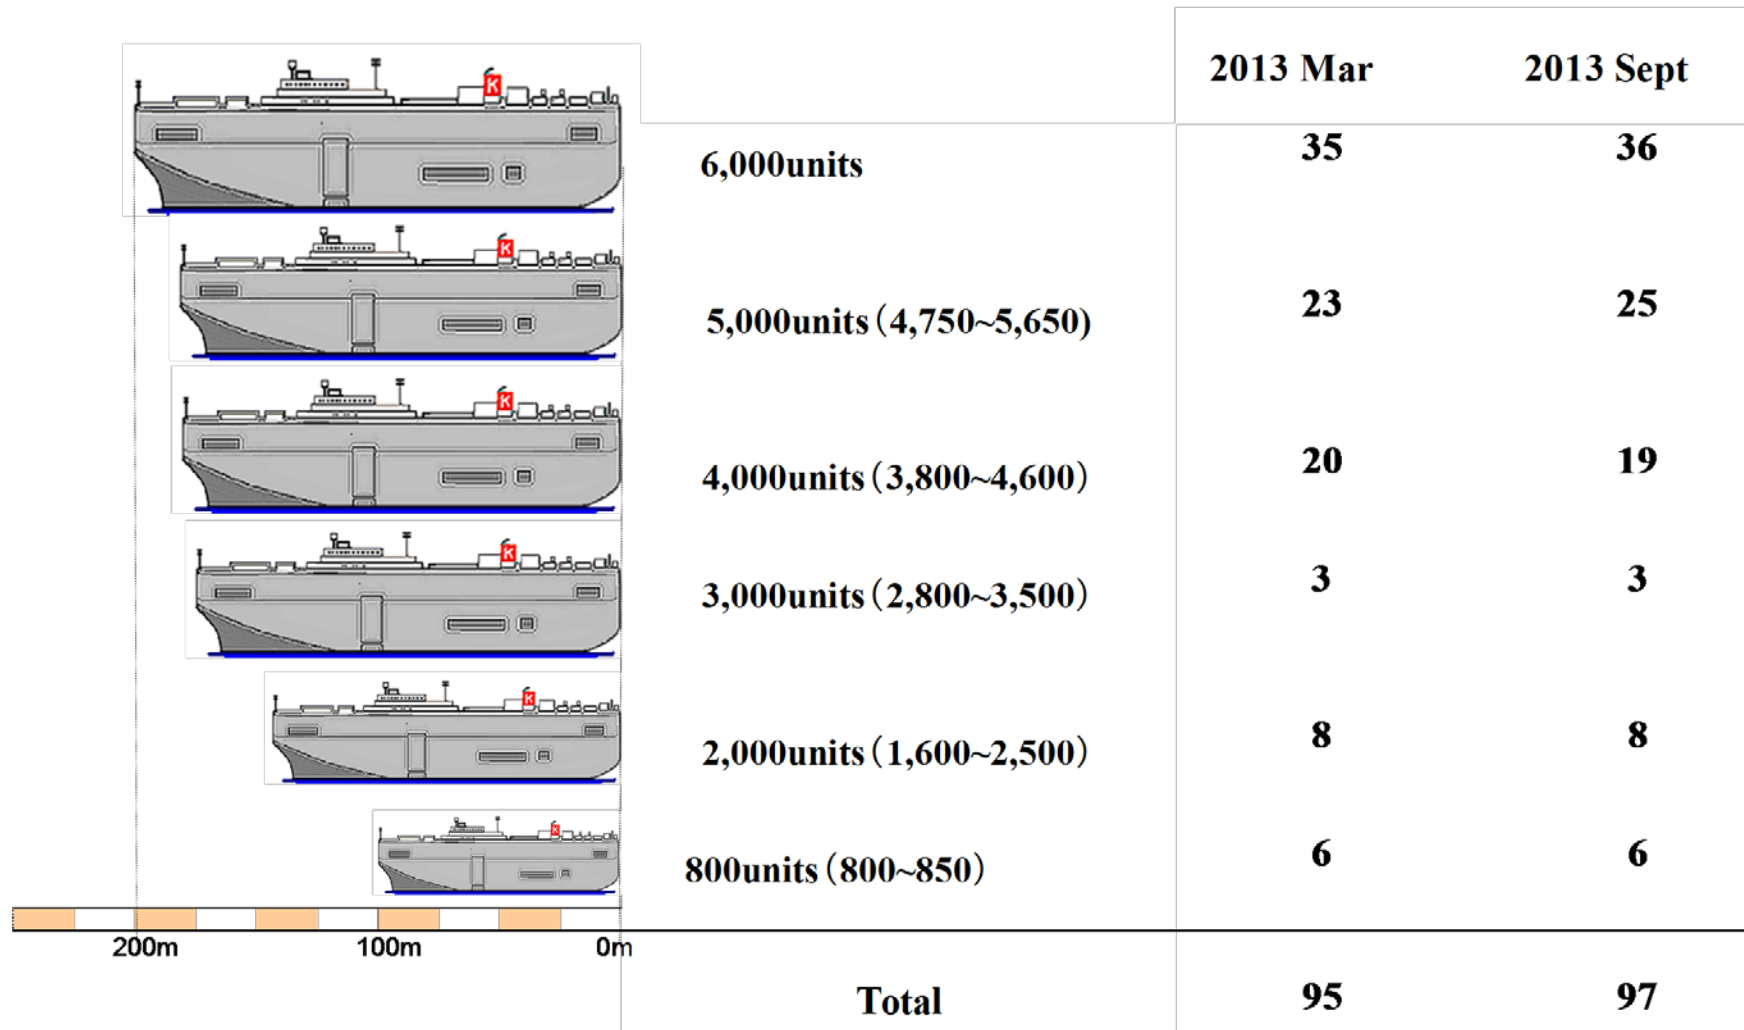 2013 Mar 2013 Sept
K
6,000units 35 36
K
5,000units（4,750~5,650) 23 25
K
4,000units（3,800~4,600） 20 19
K
3,000units（2,800~3,500） 3 3
K
2,000units（1,600~2,500） 8 8
K
800units（800~850） 6 6
200m 100m 0m
Total 95 97